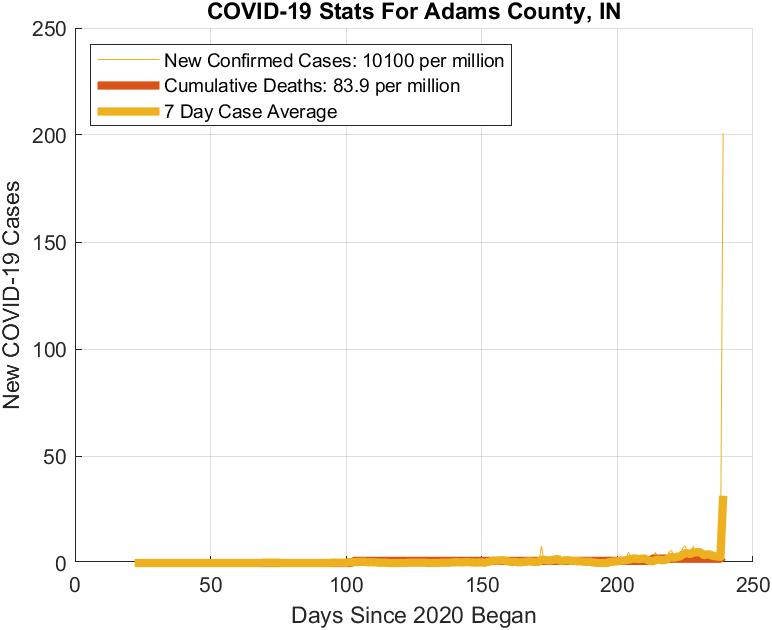 COVID-19 Stats For Adams County, IN
New Confirmed Cases: 10100 per million
Cumulative Deaths: 83.9 per million
7 Day Case Average
New COVID-19 Cases
250
200
150
100
50
0
0 50 100 150 200 250
Days Since 2020 Began